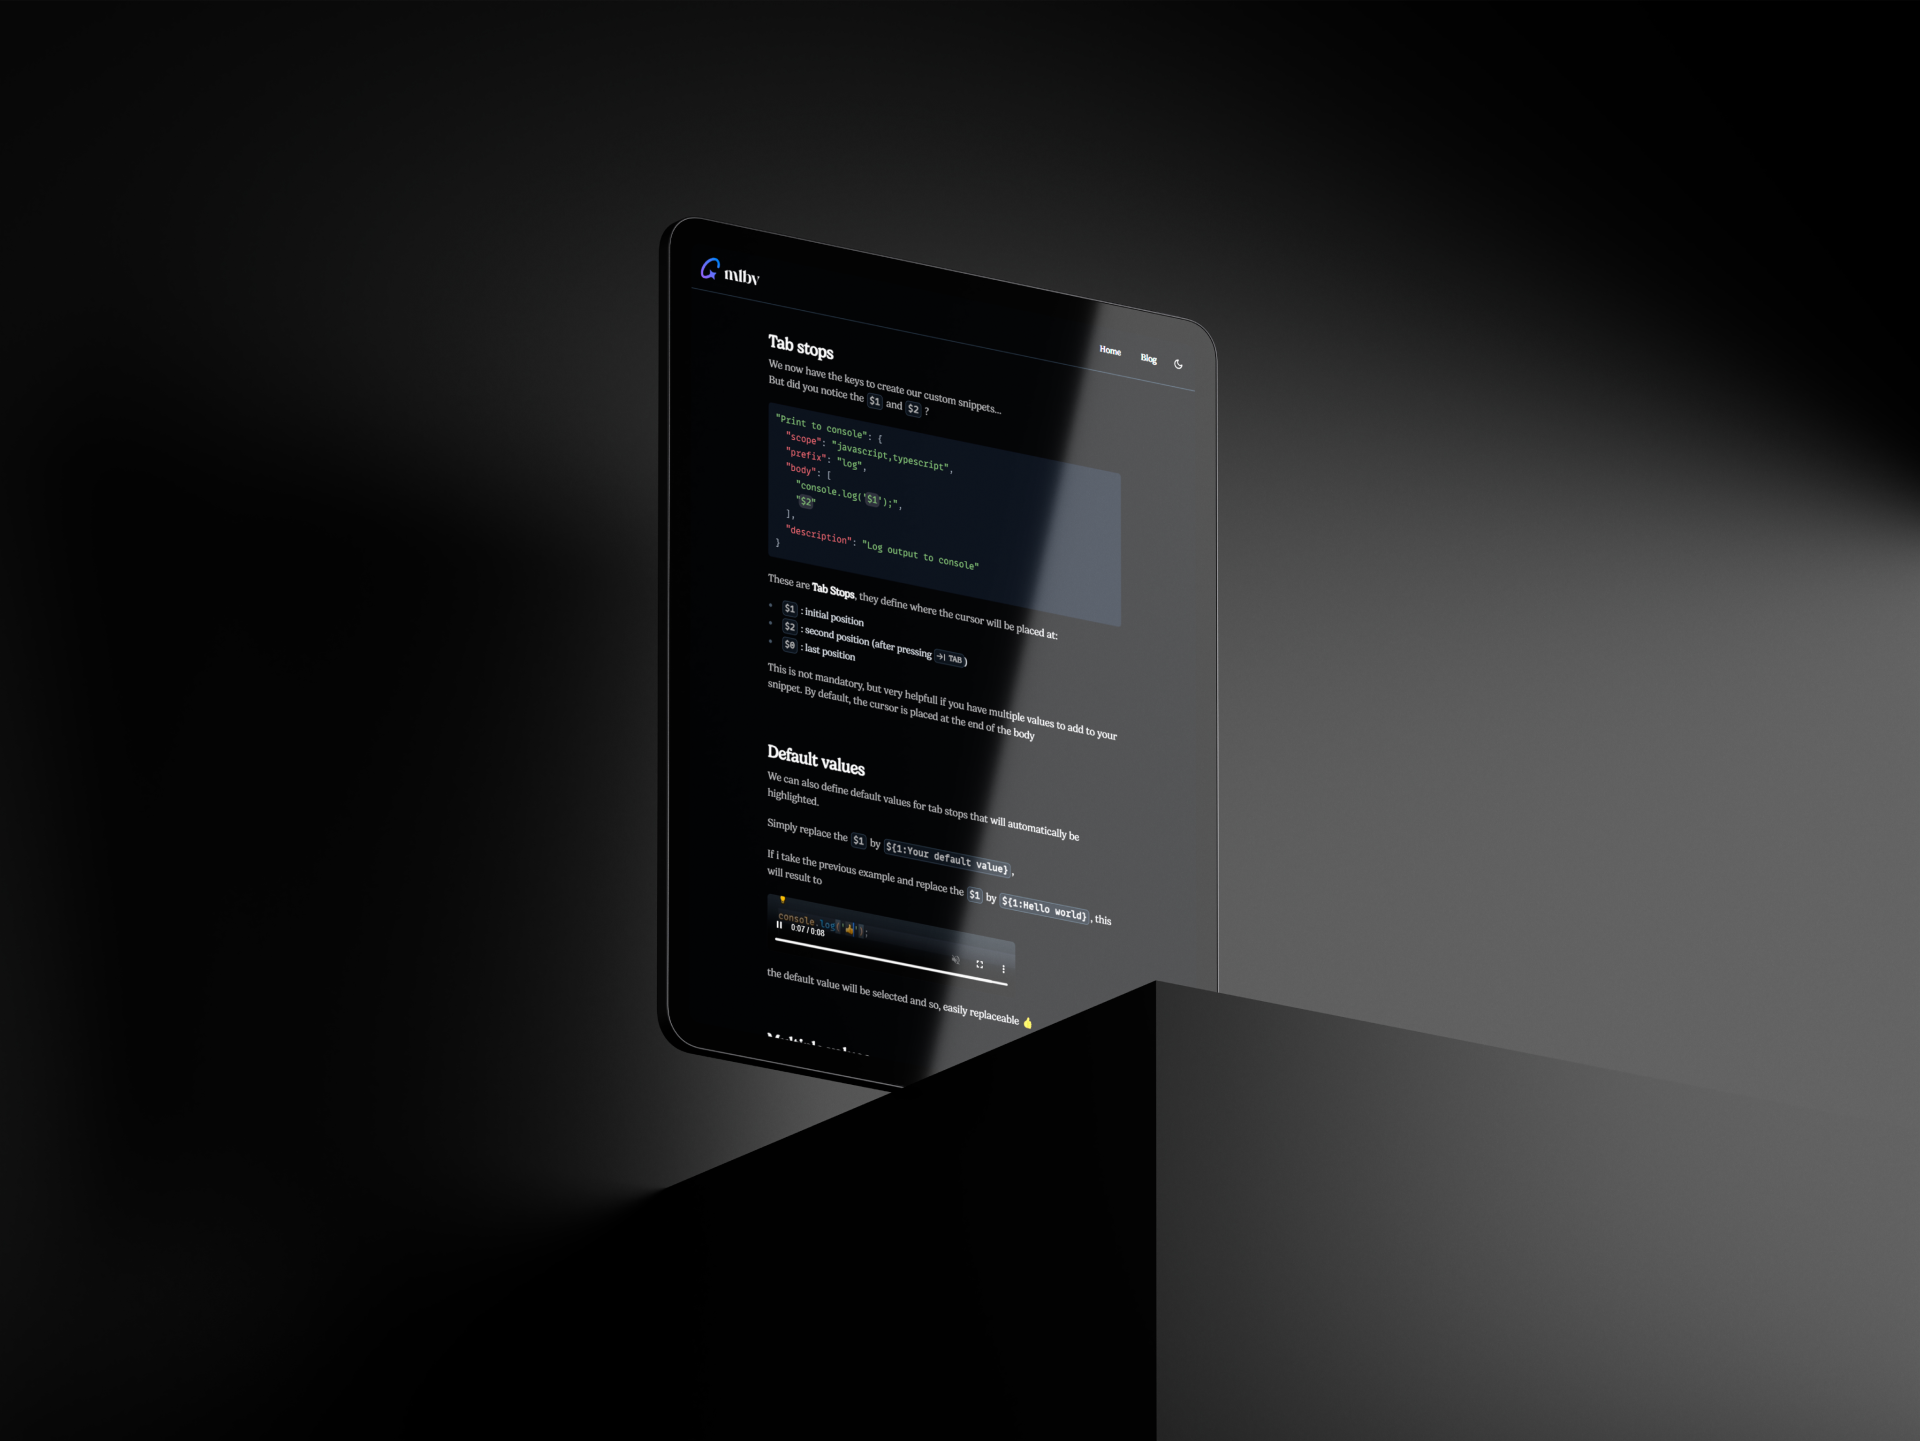 mlbv
Home Blog
Tab stops
We now have the keys to create our custom snippets...
But did you notice the $1 and $2 ?
"Print to console": {
"scope": "javascript,typescript",
"prefix": "log",
"body": [
"console.log('$1');",
"$2"
],
"description": "Log output to console"
}
These are Tab Stops, they define where the cursor will be placed at:
• $1 : initial position
• $2 : second position (after pressing →| TAB )
• $0 : last position
This is not mandatory, but very helpfull if you have multiple values to add to your
snippet. By default, the cursor is placed at the end of the body
Default values
We can also define default values for tab stops that will automatically be
highlighted.
Simply replace the $1 by ${1:Your default value},
If i take the previous example and replace the $1 by ${1:Hello world}, this
will result to
console.log('👍');
0:07 / 0:08
the default value will be selected and so, easily replaceable 👍